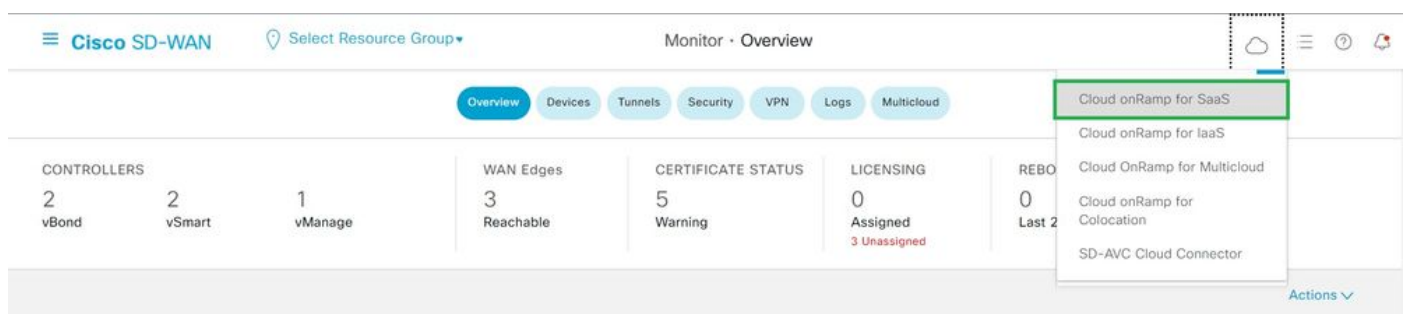 Cisco SD-WAN Select Resource Group Monitor · Overview
Overview Devices Tunnels Security VPN Logs Multicloud
Cloud onRamp for SaaS
Cloud onRamp for IaaS
Cloud OnRamp for Multicloud
Cloud onRamp for
Colocation
SD-AVC Cloud Connector
CONTROLLERS WAN Edges CERTIFICATE STATUS LICENSING REBO
2 2 1 3 5 0 0
vBond vSmart vManage Reachable Warning Assigned Last 2
3 Unassigned
Actions